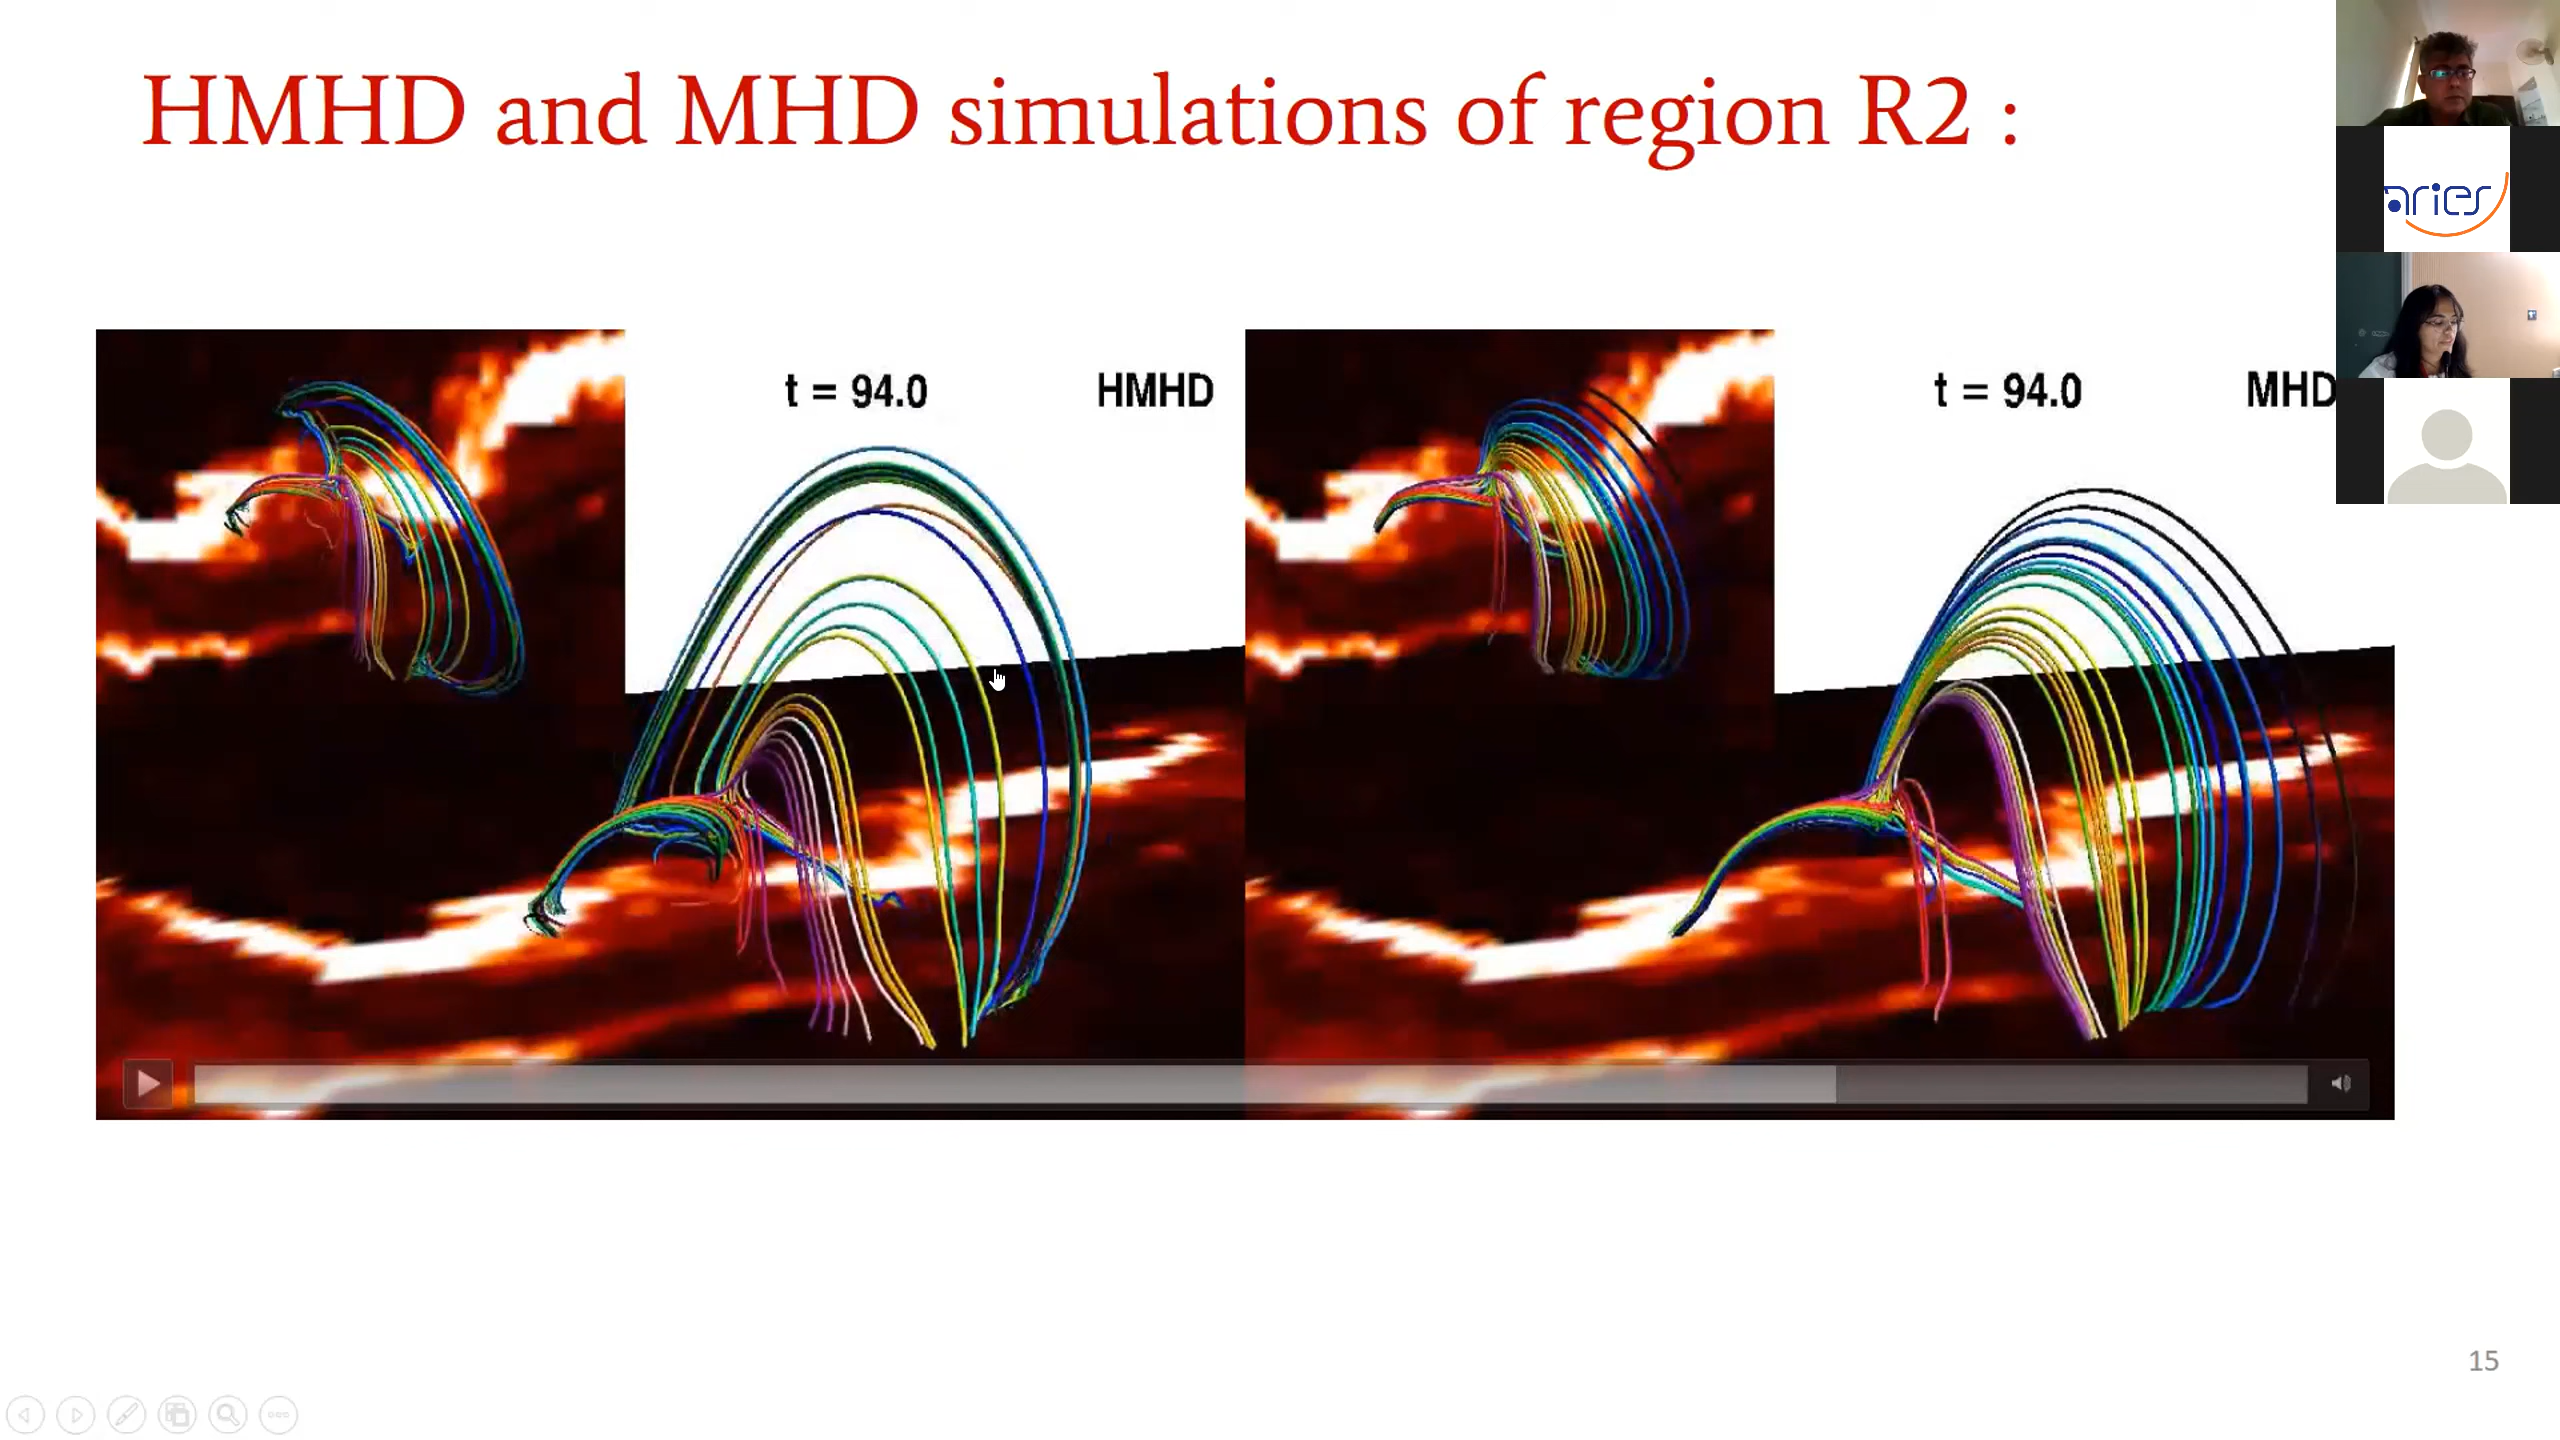 HMHD and MHD simulations of region R2 :
aries
t = 94.0 HMHD
t = 94.0 MHD
15